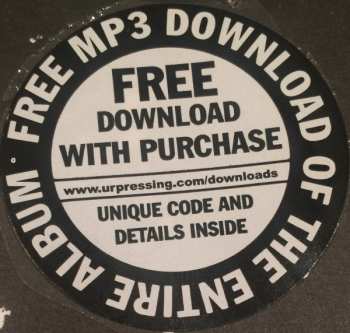 FREE MP3 DOWNLOAD OF THE ENTIRE ALBUM ·
FREE
DOWNLOAD
WITH PURCHASE
www.urpressing.com/downloads
UNIQUE CODE AND
DETAILS INSIDE